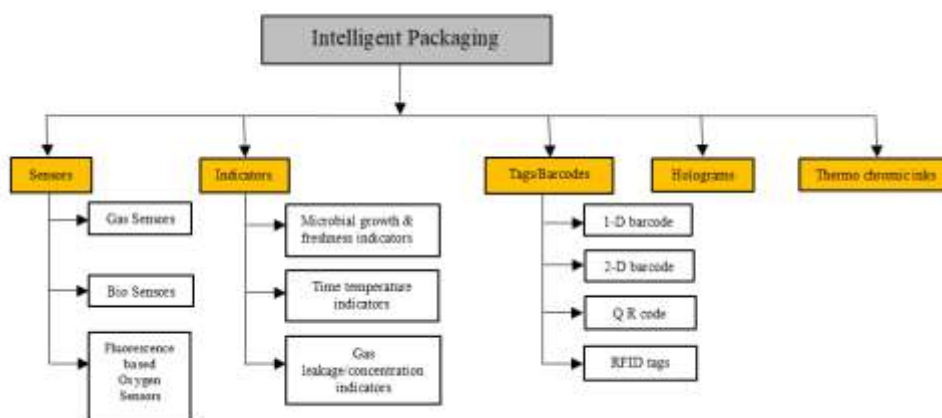 Intelligent Packaging
Sensors
Indicators
Tags/Barcodes
Holograms
Thermo chromic inks
Gas Sensors
Bio Sensors
Fluorescence
based
Oxygen
Sensors
Microbial growth &
freshness indicators
Time temperature
indicators
Gas
leakage/concentration
indicators
1-D barcode
2-D barcode
Q R code
RFID tags